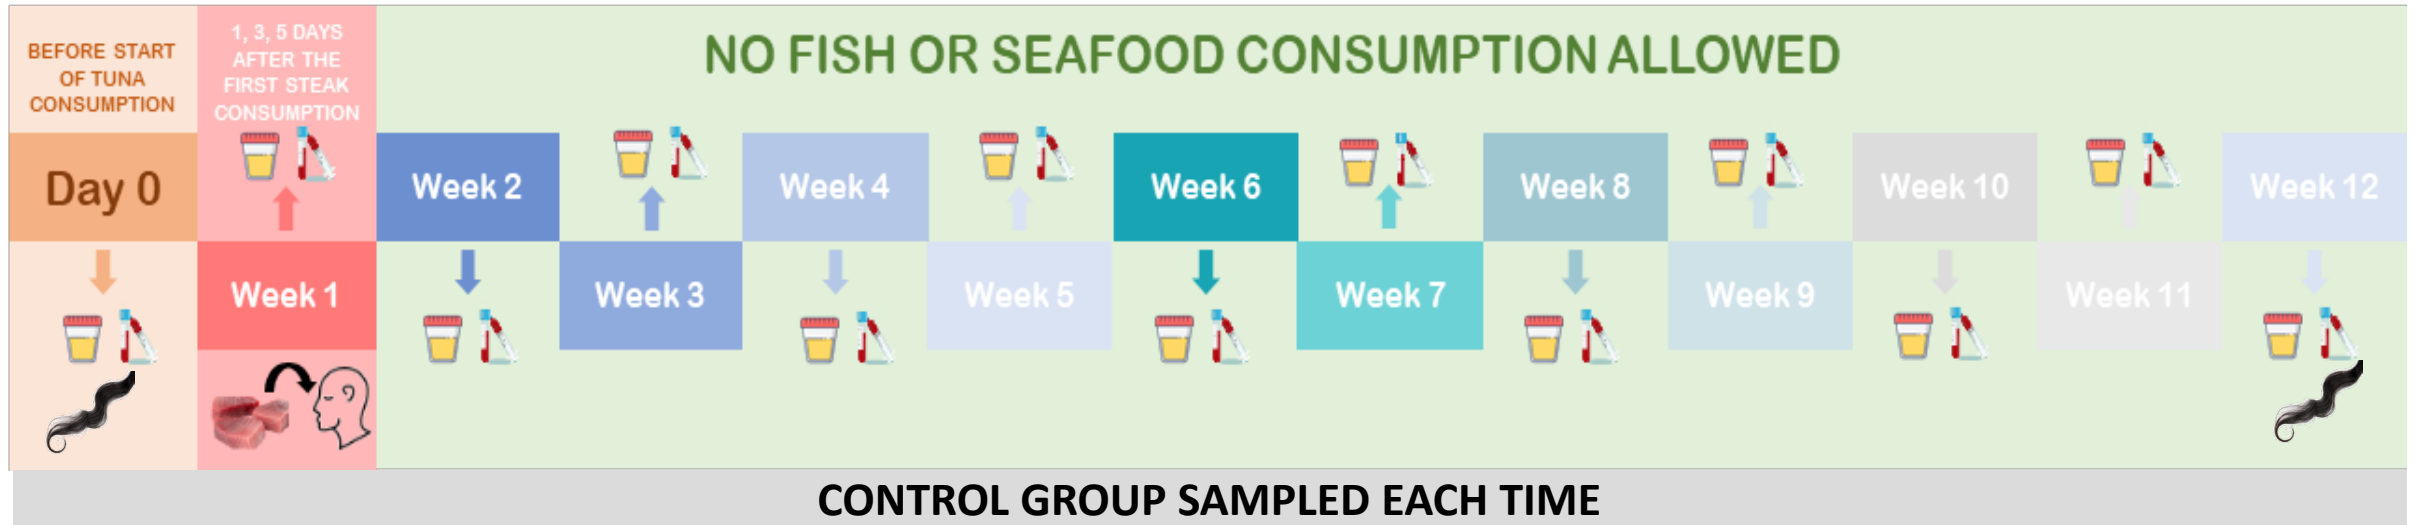 BEFORE START
OF TUNA
CONSUMPTION
1, 3, 5 DAYS
AFTER THE
FIRST STEAK
CONSUMPTION
NO FISH OR SEAFOOD CONSUMPTION ALLOWED
Day 0
Week 1
Week 2
Week 3
Week 4
Week 5
Week 6
Week 7
Week 8
Week 9
Week 10
Week 11
Week 12
CONTROL GROUP SAMPLED EACH TIME